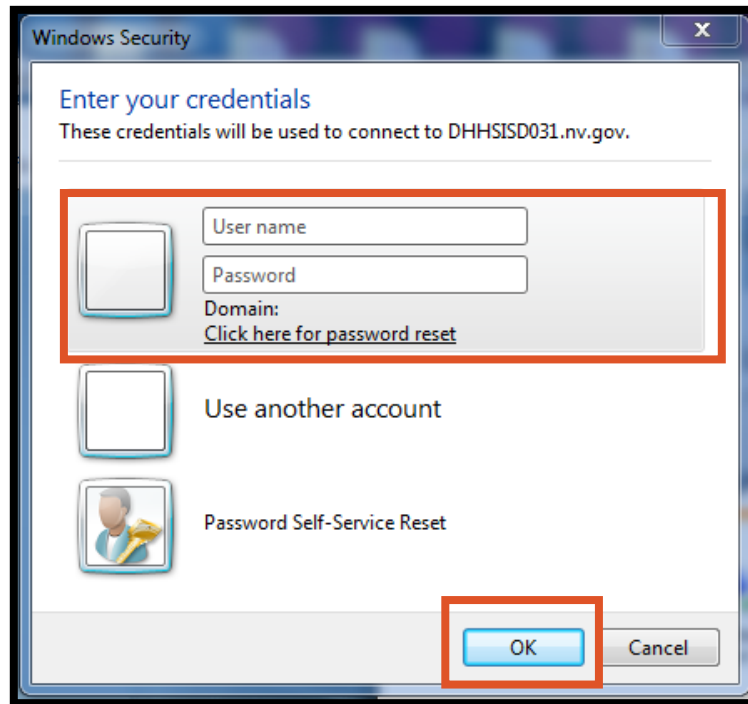 Windows Security
x
Enter your credentials
These credentials will be used to connect to DHHSISD031.nv.gov.
User name
Password
Domain:
Click here for password reset
Use another account
Password Self-Service Reset
OK Cancel